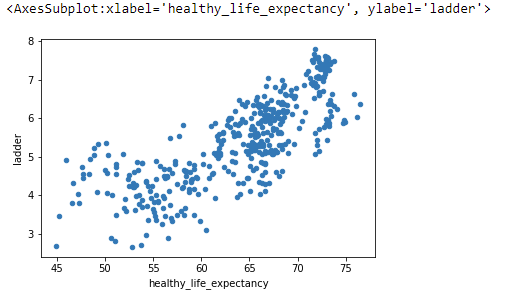 <AxesSubplot:xlabel='healthy_life_expectancy', ylabel='ladder'>
8
7
6
5
4
3
ladder
45 50 55 60 65 70 75
healthy_life_expectancy